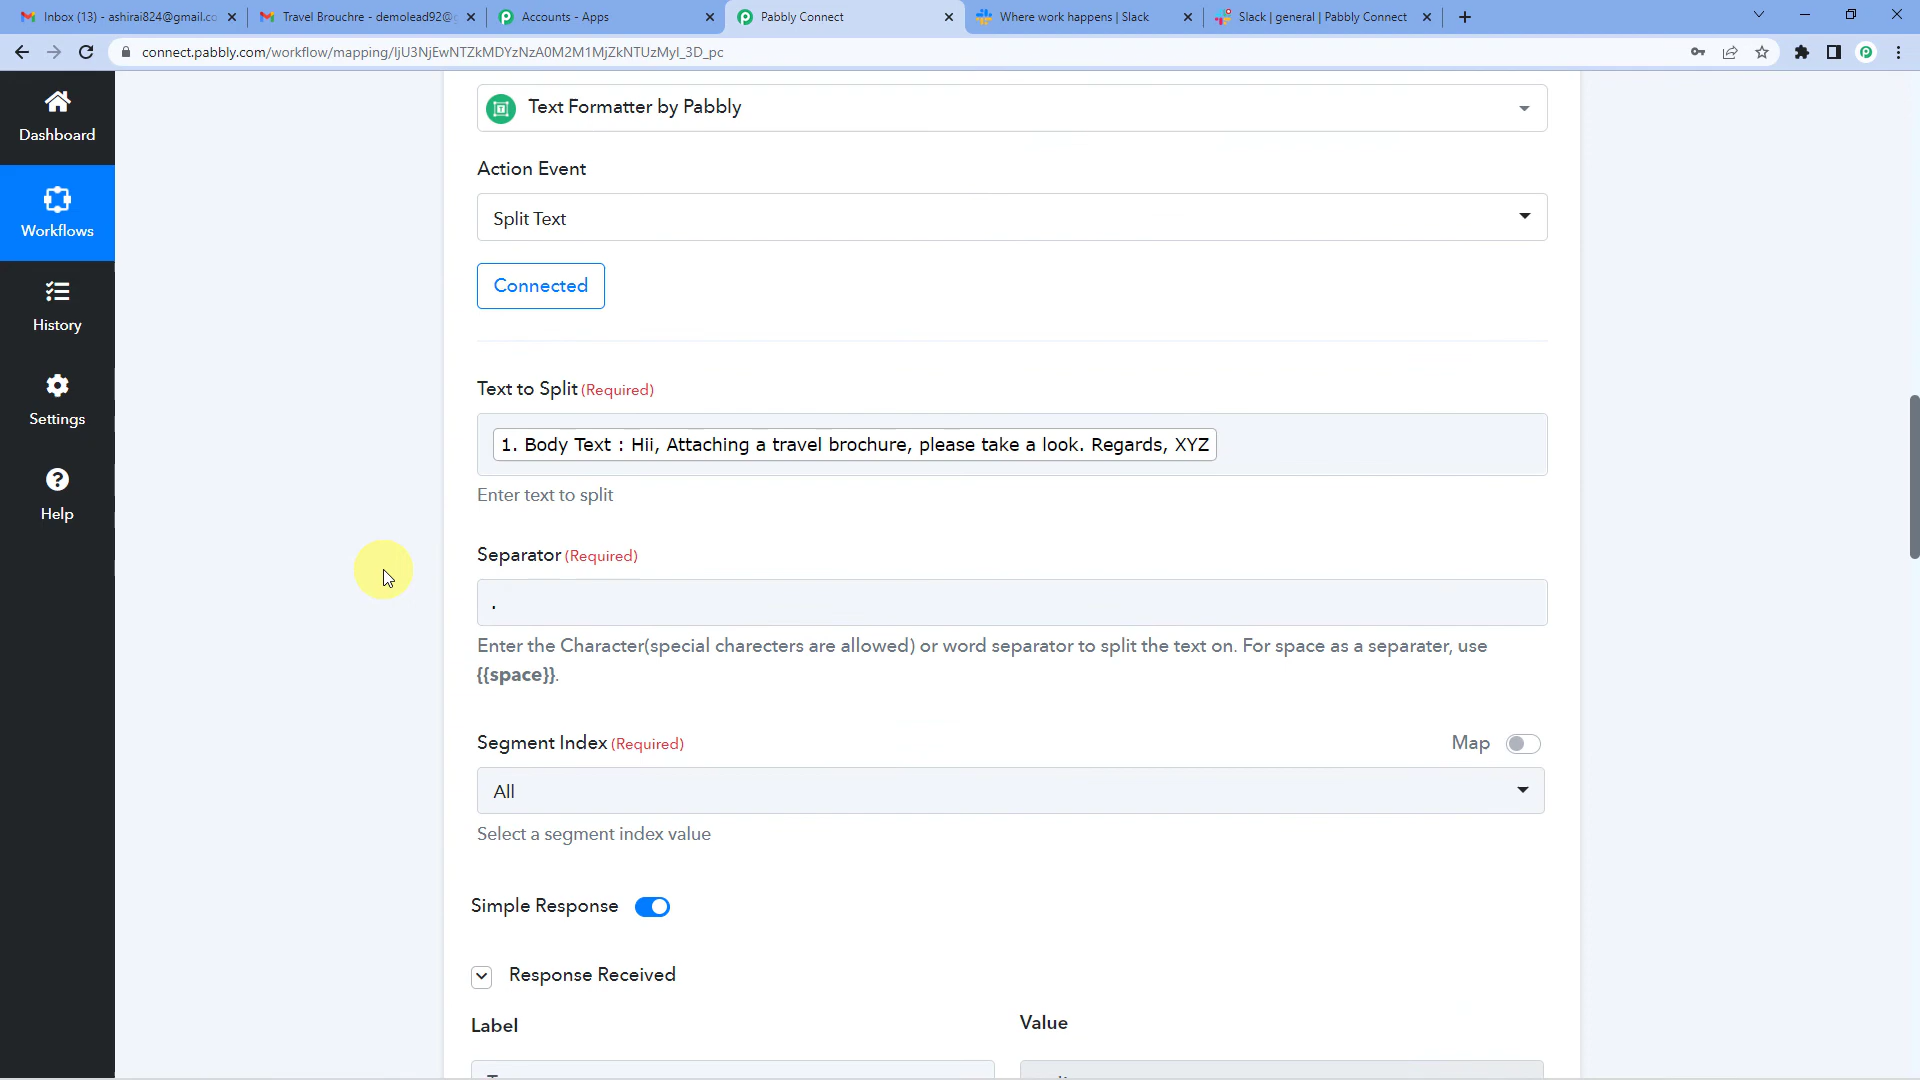 Inbox (13) - ashirai824@gmail.co
Travel Brouchre - demolead92@g
Accounts - Apps
Pabbly Connect
Where work happens | Slack
Slack | general | Pabbly Connect
connect.pabbly.com/workflow/mapping/IjU3NjEwNTZkMDYzNzA0M2M1MjZkNTUzMyI_3D_pc
Dashboard
Workflows
History
Settings
Help
Text Formatter by Pabbly
Action Event
Split Text
Connected
Text to Split (Required)
1. Body Text : Hii, Attaching a travel brochure, please take a look. Regards, XYZ
Enter text to split
Separator (Required)
.
Enter the Character(special charecters are allowed) or word separator to split the text on. For space as a separater, use
{{space}}.
Segment Index (Required)
Map
All
Select a segment index value
Simple Response
Response Received
Label
Value